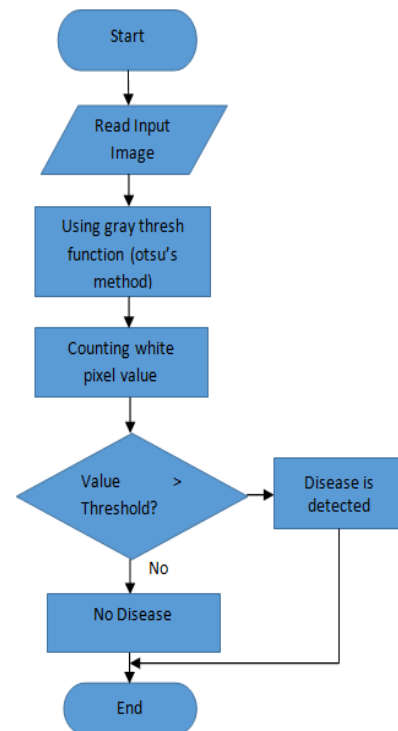 Start
Read Input
Image
Using gray thresh
function (otsu's
method)
Counting white
pixel value
Value >
Threshold?
Disease is
detected
No
No Disease
End